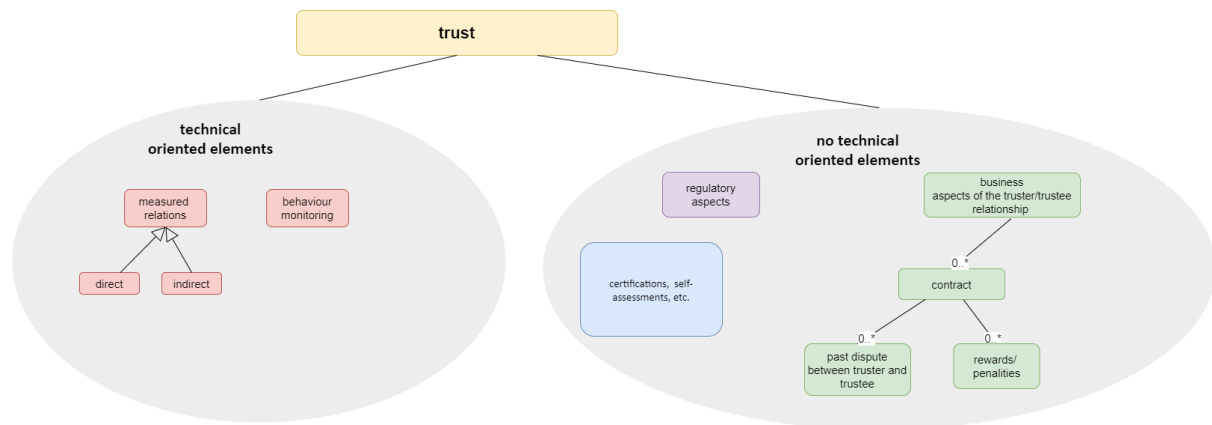 trust
technical
oriented elements
measured
relations
behaviour
monitoring
direct
indirect
no technical
oriented elements
regulatory
aspects
business
aspects of the truster/trustee
relationship
certifications, self-
assessments, etc.
0..*
contract
0..*
0..*
past dispute
between truster and
trustee
rewards/
penalities